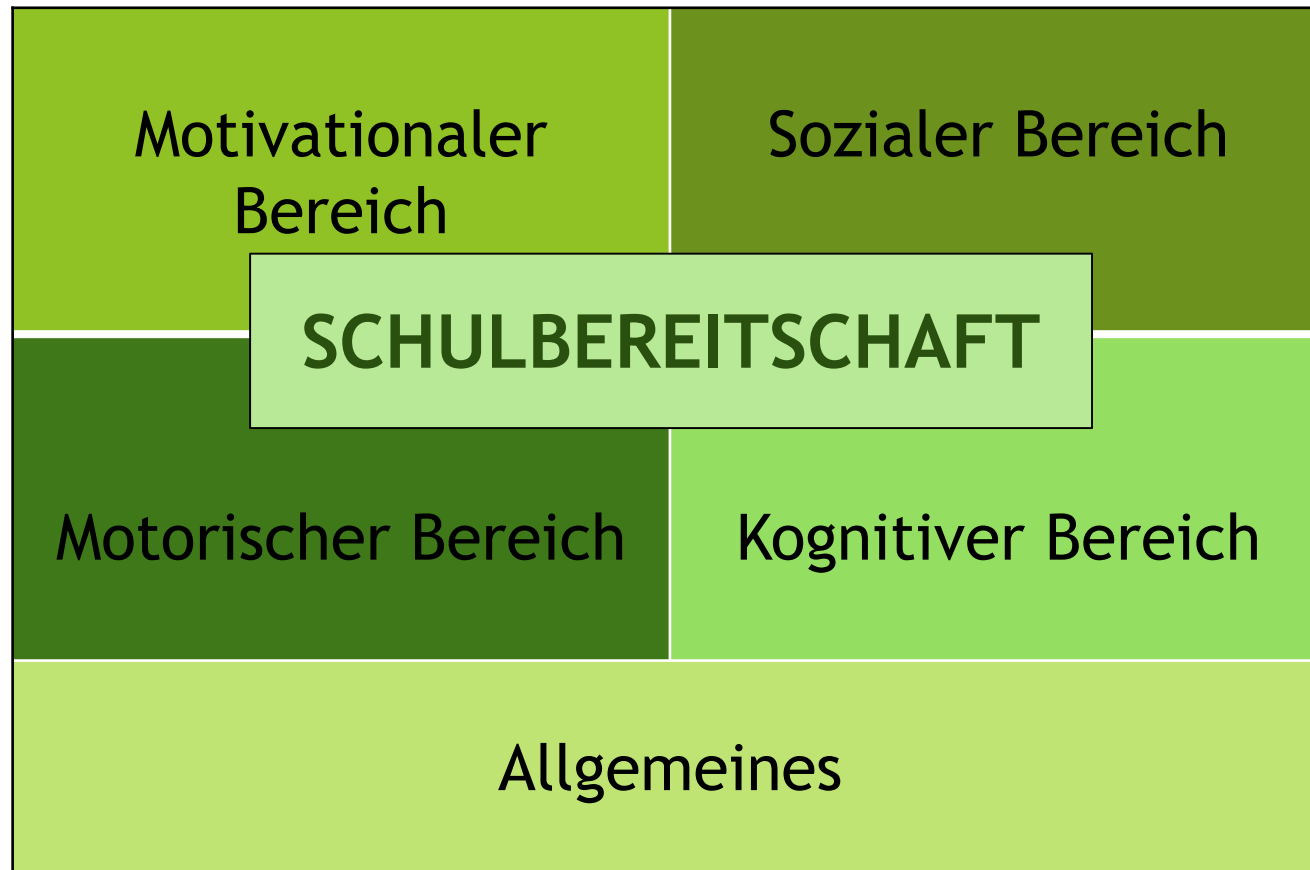 Motivationaler
Bereich
Sozialer Bereich
SCHULBEREITSCHAFT
Motorischer Bereich
Kognitiver Bereich
Allgemeines